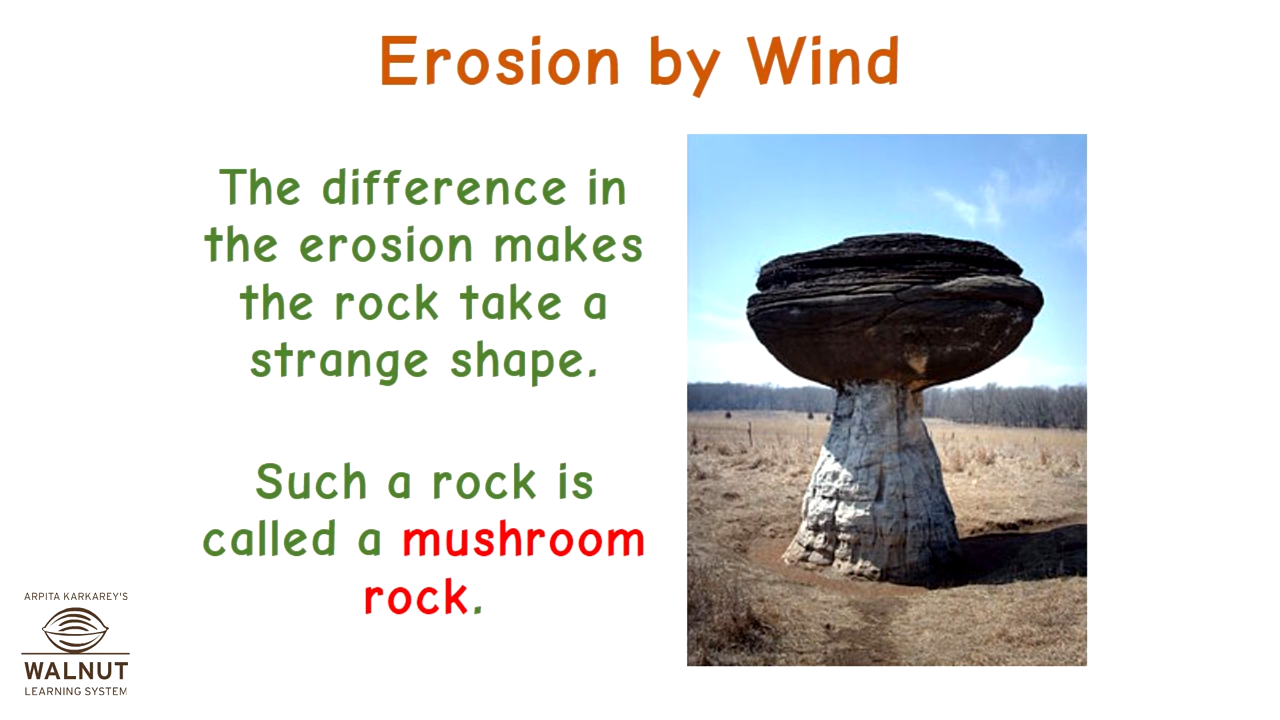 Erosion by Wind
The difference in
the erosion makes
the rock take a
strange shape.
Such a rock is
called a mushroom
rock.
ARPITA KARKAREY'S
WALNUT
LEARNING SYSTEM